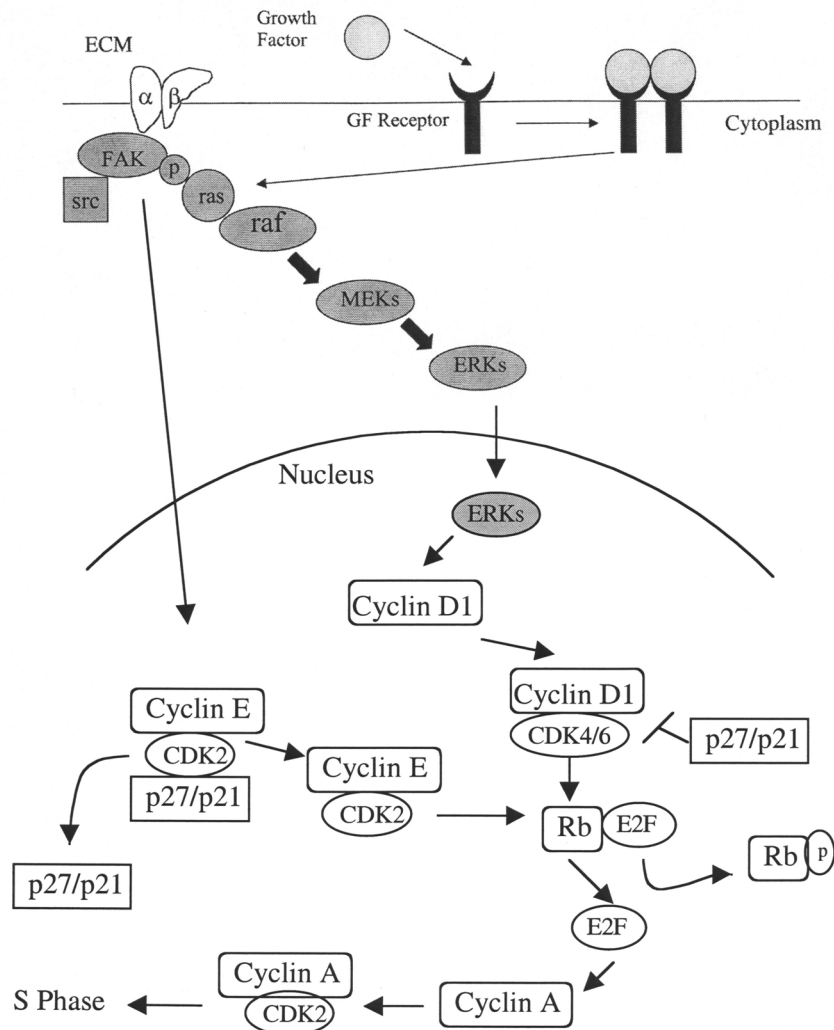 Growth
Factor
ECM
α
β
GF Receptor
Cytoplasm
FAK
p
src
ras
raf
MEKs
ERKs
Nucleus
ERKs
Cyclin D1
Cyclin D1
CDK4/6
p27/p21
Cyclin E
CDK2
p27/p21
Cyclin E
CDK2
Rb
E2F
Rb
p
p27/p21
E2F
Cyclin A
CDK2
Cyclin A
S Phase